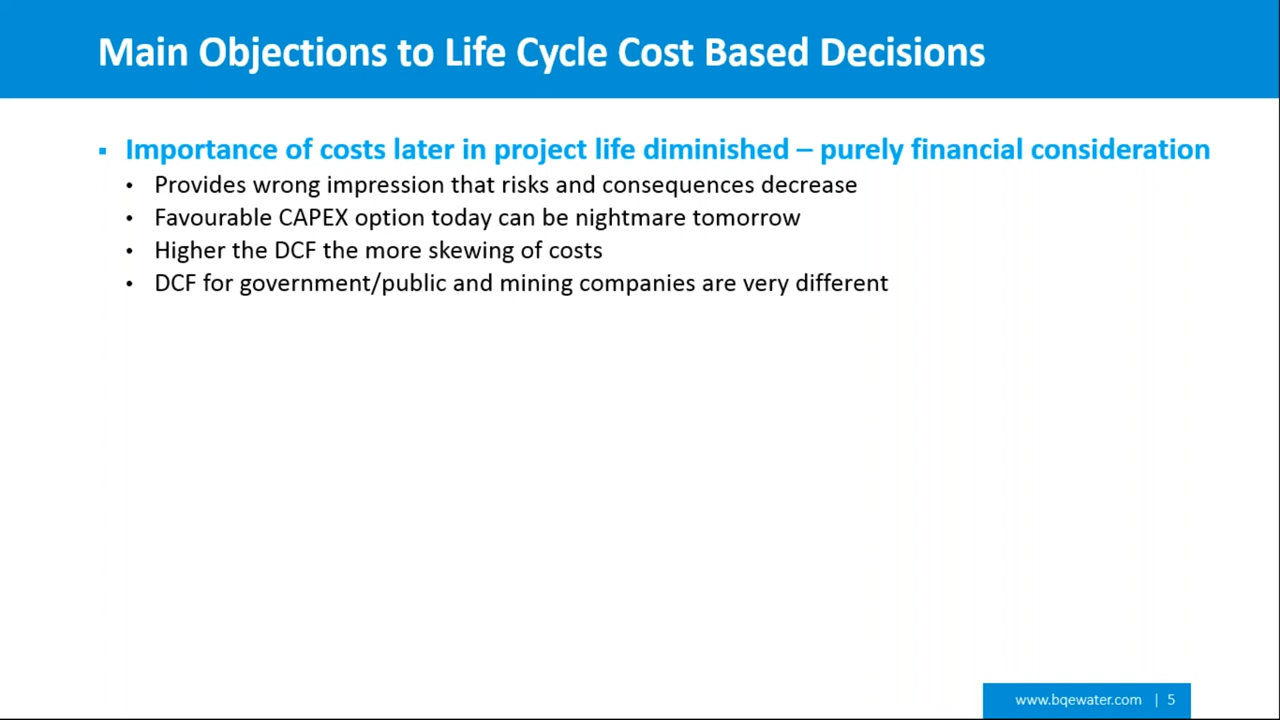 Main Objections to Life Cycle Cost Based Decisions
▪ Importance of costs later in project life diminished – purely financial consideration
• Provides wrong impression that risks and consequences decrease
• Favourable CAPEX option today can be nightmare tomorrow
• Higher the DCF the more skewing of costs
• DCF for government/public and mining companies are very different
www.bqewater.com | 5